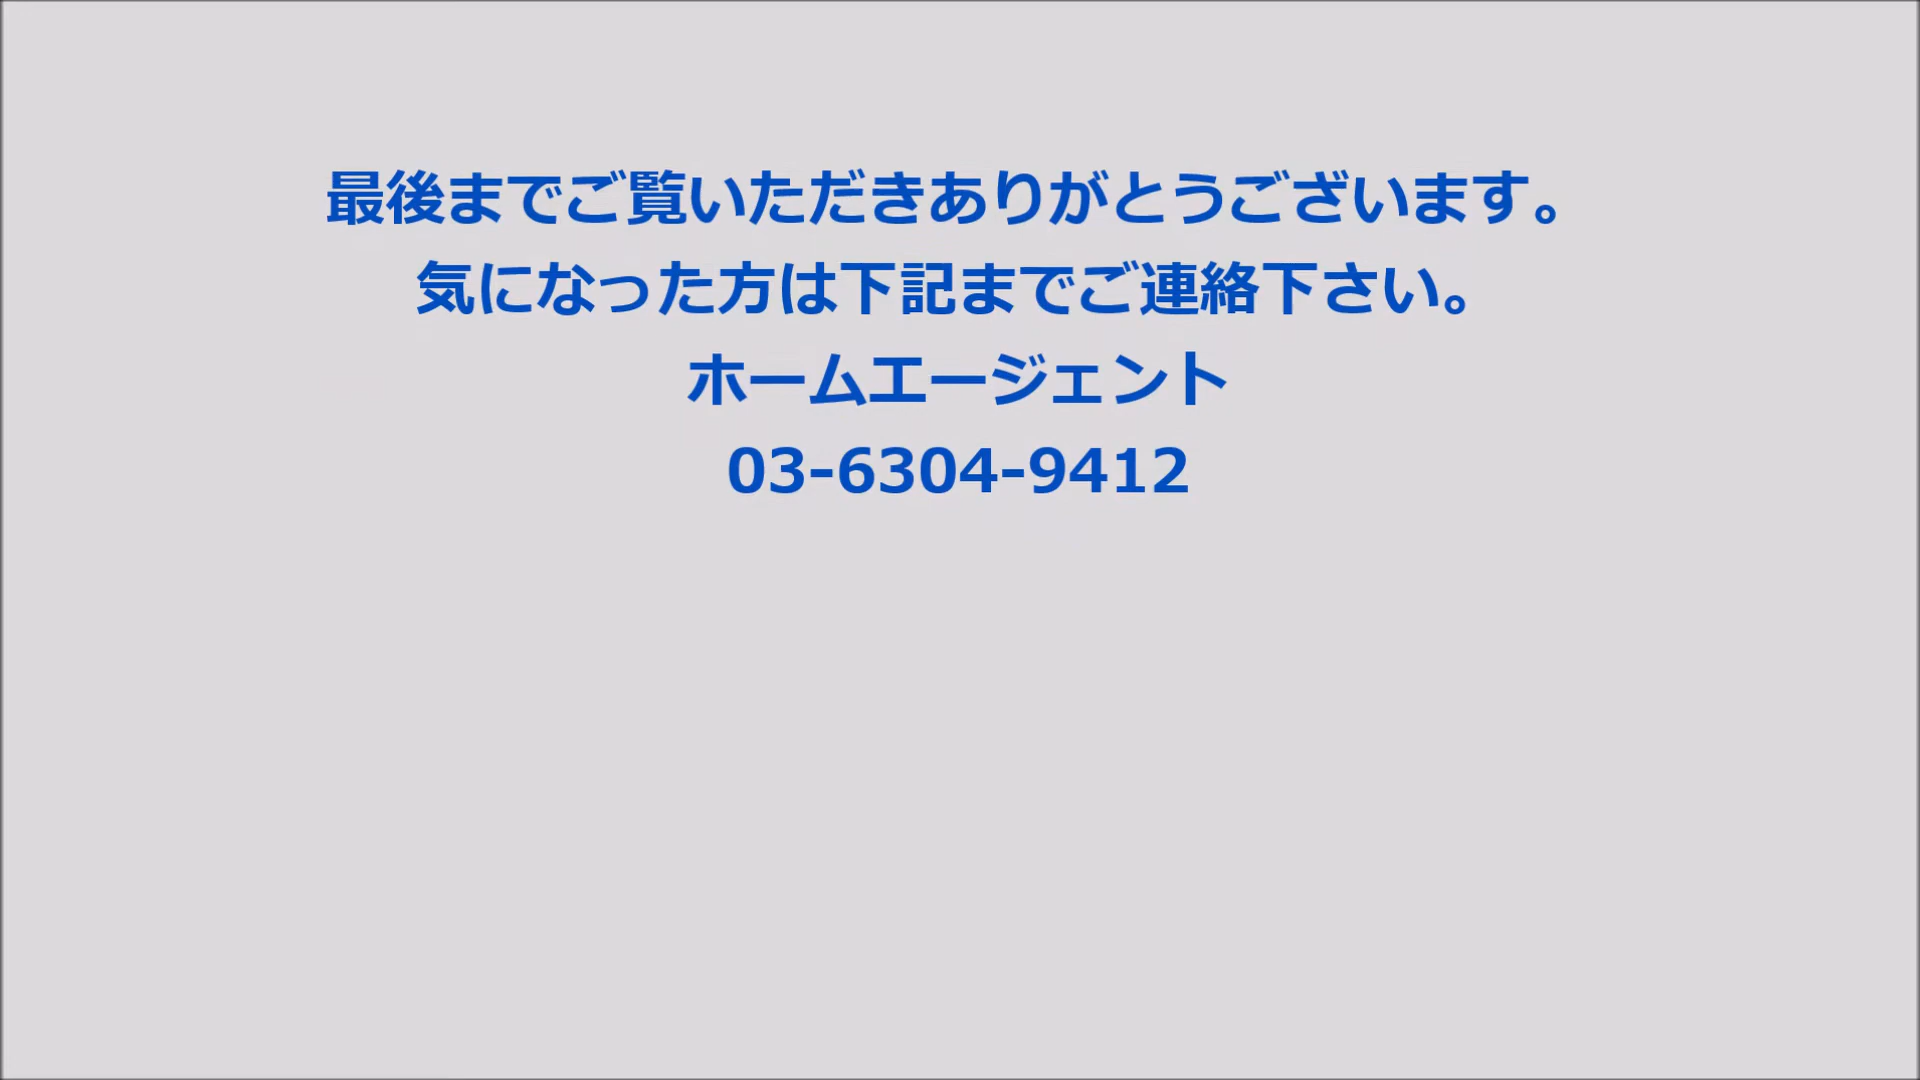 最後までご覧いただきありがとうございます。
気になった方は下記までご連絡下さい。
ホームエージェント
03-6304-9412